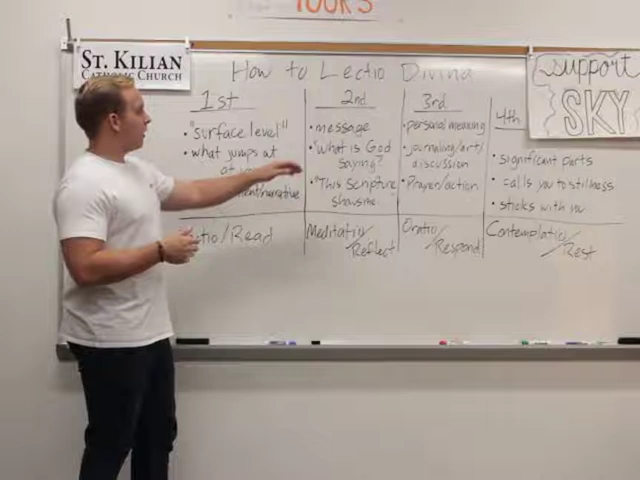 TOURS
ST. KILIAN
CATHOLIC CHURCH
support
SKY
How to Lectio Divina
1st
• "surface level"
• what jumps at
/narrative
/Read
2nd
• message
• "What is God
saying?
• "This Scripture
shows me
Meditatio/
Reflect
3rd
• personal meaning
• journaling/art/
discussion
• Prayer/action
Oratio/
Respond
4th
• significant parts
• calls you to stillness
• sticks with you
Contemplatio/
Rest